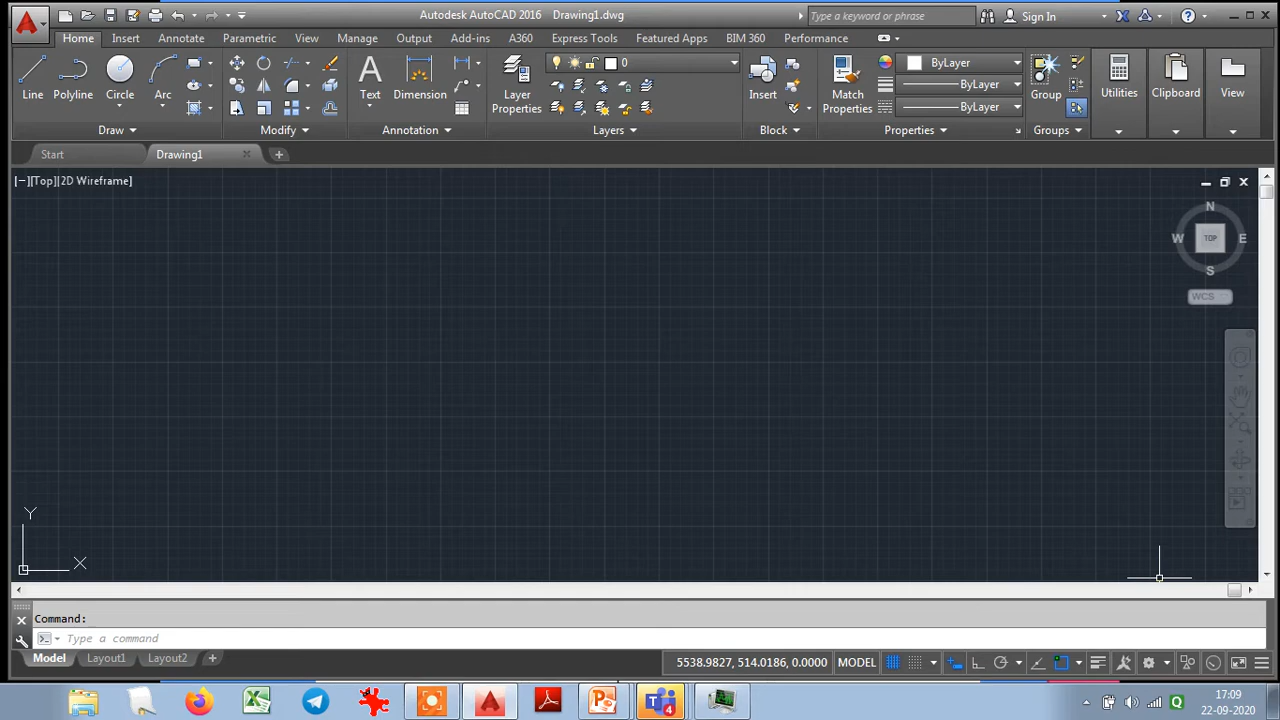 Autodesk AutoCAD 2016 Drawing1.dwg
Type a keyword or phrase
Sign In
Home Insert Annotate Parametric View Manage Output Add-ins A360 Express Tools Featured Apps BIM 360 Performance
Line Polyline Circle Arc
Draw
Modify
Text Dimension
Annotation
Layer
Properties
0
Layers
Insert
Block
Match
Properties
ByLayer
ByLayer
ByLayer
Properties
Group
Groups
Utilities
Clipboard
View
Start Drawing1
[−][Top][2D Wireframe]
N
W TOP E
S
WCS
Y
X
Command:
Type a command
Model Layout1 Layout2
5538.9827, 514.0186, 0.0000 MODEL
4
17:09
22-09-2020